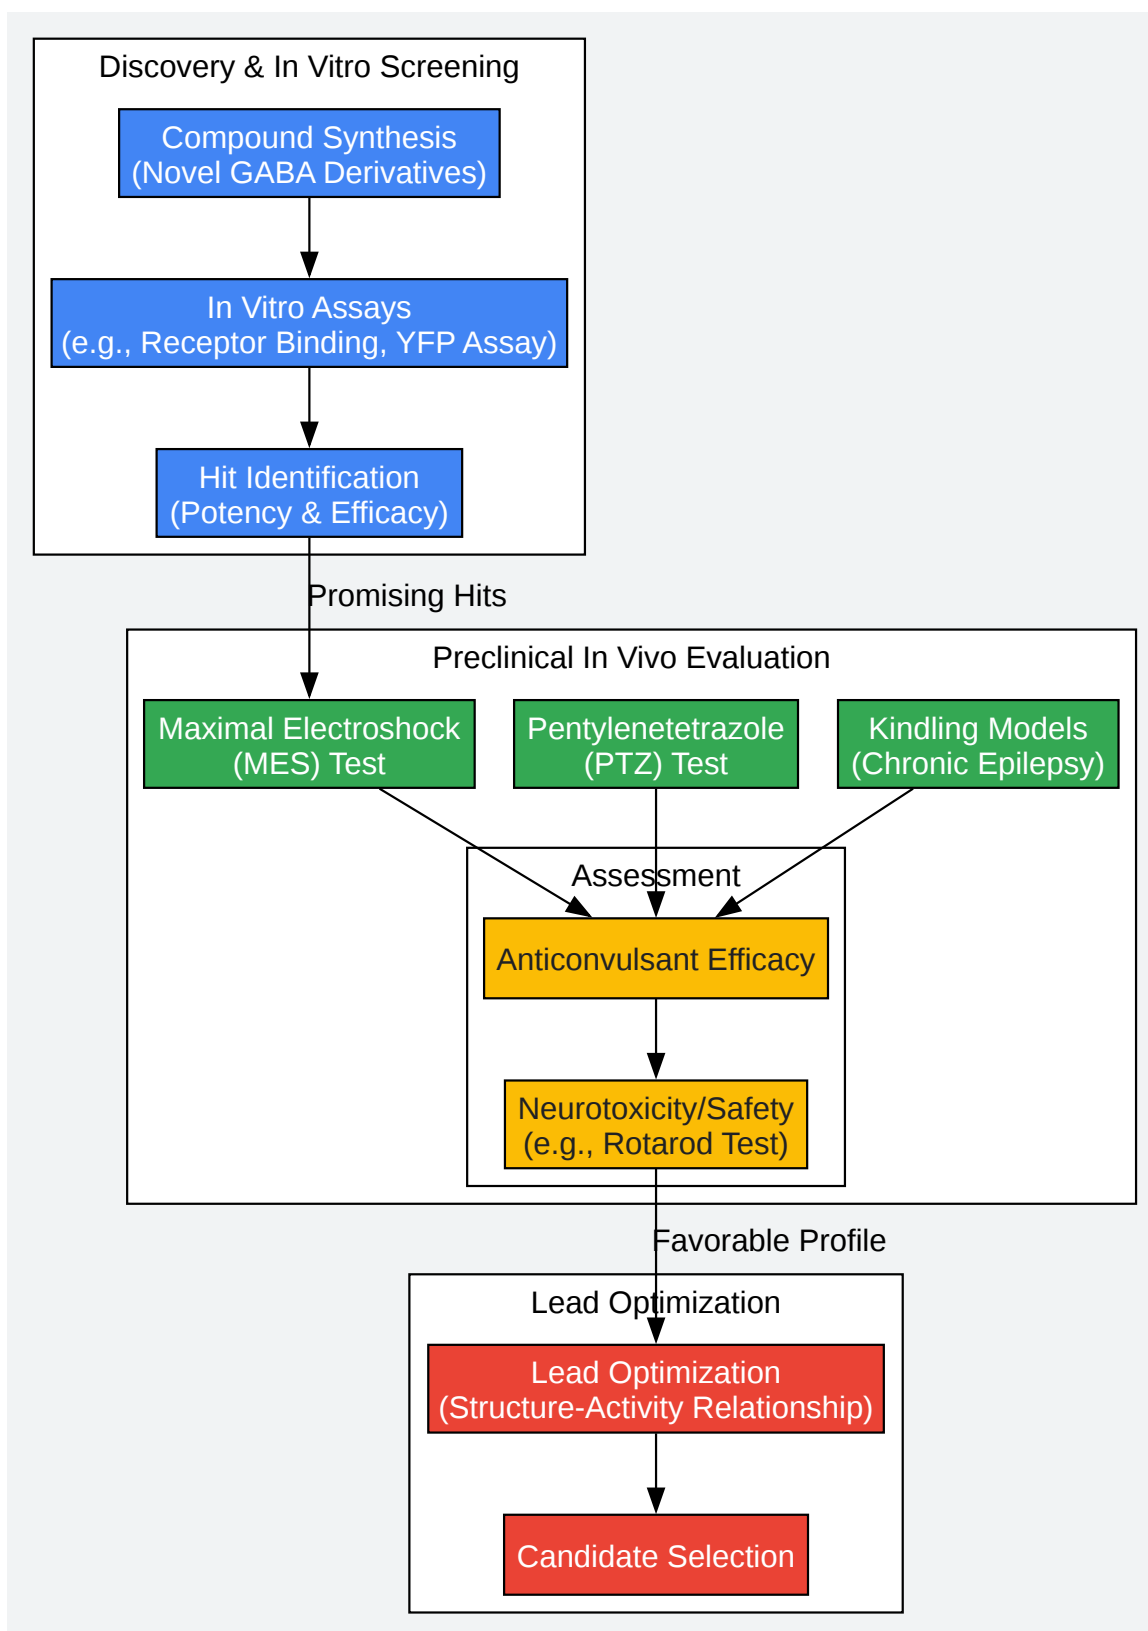 Discovery & In Vitro Screening
Compound Synthesis
(Novel GABA Derivatives)
In Vitro Assays
(e.g., Receptor Binding, YFP Assay)
Hit Identification
(Potency & Efficacy)
Promising Hits
Preclinical In Vivo Evaluation
Maximal Electroshock
(MES) Test
Pentylenetetrazole
(PTZ) Test
Kindling Models
(Chronic Epilepsy)
Assessment
Anticonvulsant Efficacy
Neurotoxicity/Safety
(e.g., Rotarod Test)
Favorable Profile
Lead Optimization
Lead Optimization
(Structure-Activity Relationship)
Candidate Selection